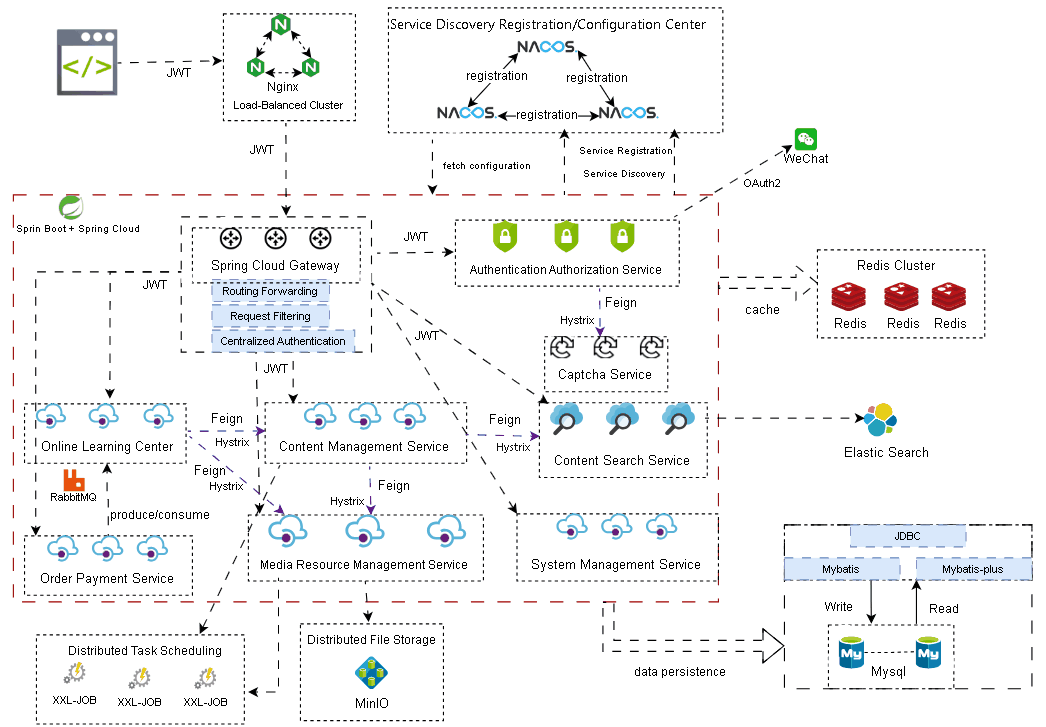 </>
JWT
N
N
N
Nginx
Load-Balanced Cluster
Service Discovery Registration/Configuration Center
NACOS.
registration
registration
NACOS.
registration
NACOS.
JWT
fetch configuration
Service Registration
Service Discovery
WeChat
OAuth2
Sprin Boot + Spring Cloud
Spring Cloud Gateway
Routing Forwarding
Request Filtering
Centralized Authentication
JWT
Authentication Authorization Service
Feign
Hystrix
Captcha Service
Redis Cluster
Redis
Redis
Redis
cache
JWT
JWT
JWT
Online Learning Center
Feign
Hystrix
Content Management Service
Feign
Hystrix
Content Search Service
Elastic Search
Feign
Hystrix
Feign
Hystrix
RabbitMQ
produce/consume
Order Payment Service
Media Resource Management Service
System Management Service
JDBC
Mybatis
Mybatis-plus
Write
Read
My
My
Mysql
data persistence
Distributed Task Scheduling
XXL-JOB
XXL-JOB
XXL-JOB
Distributed File Storage
MinIO